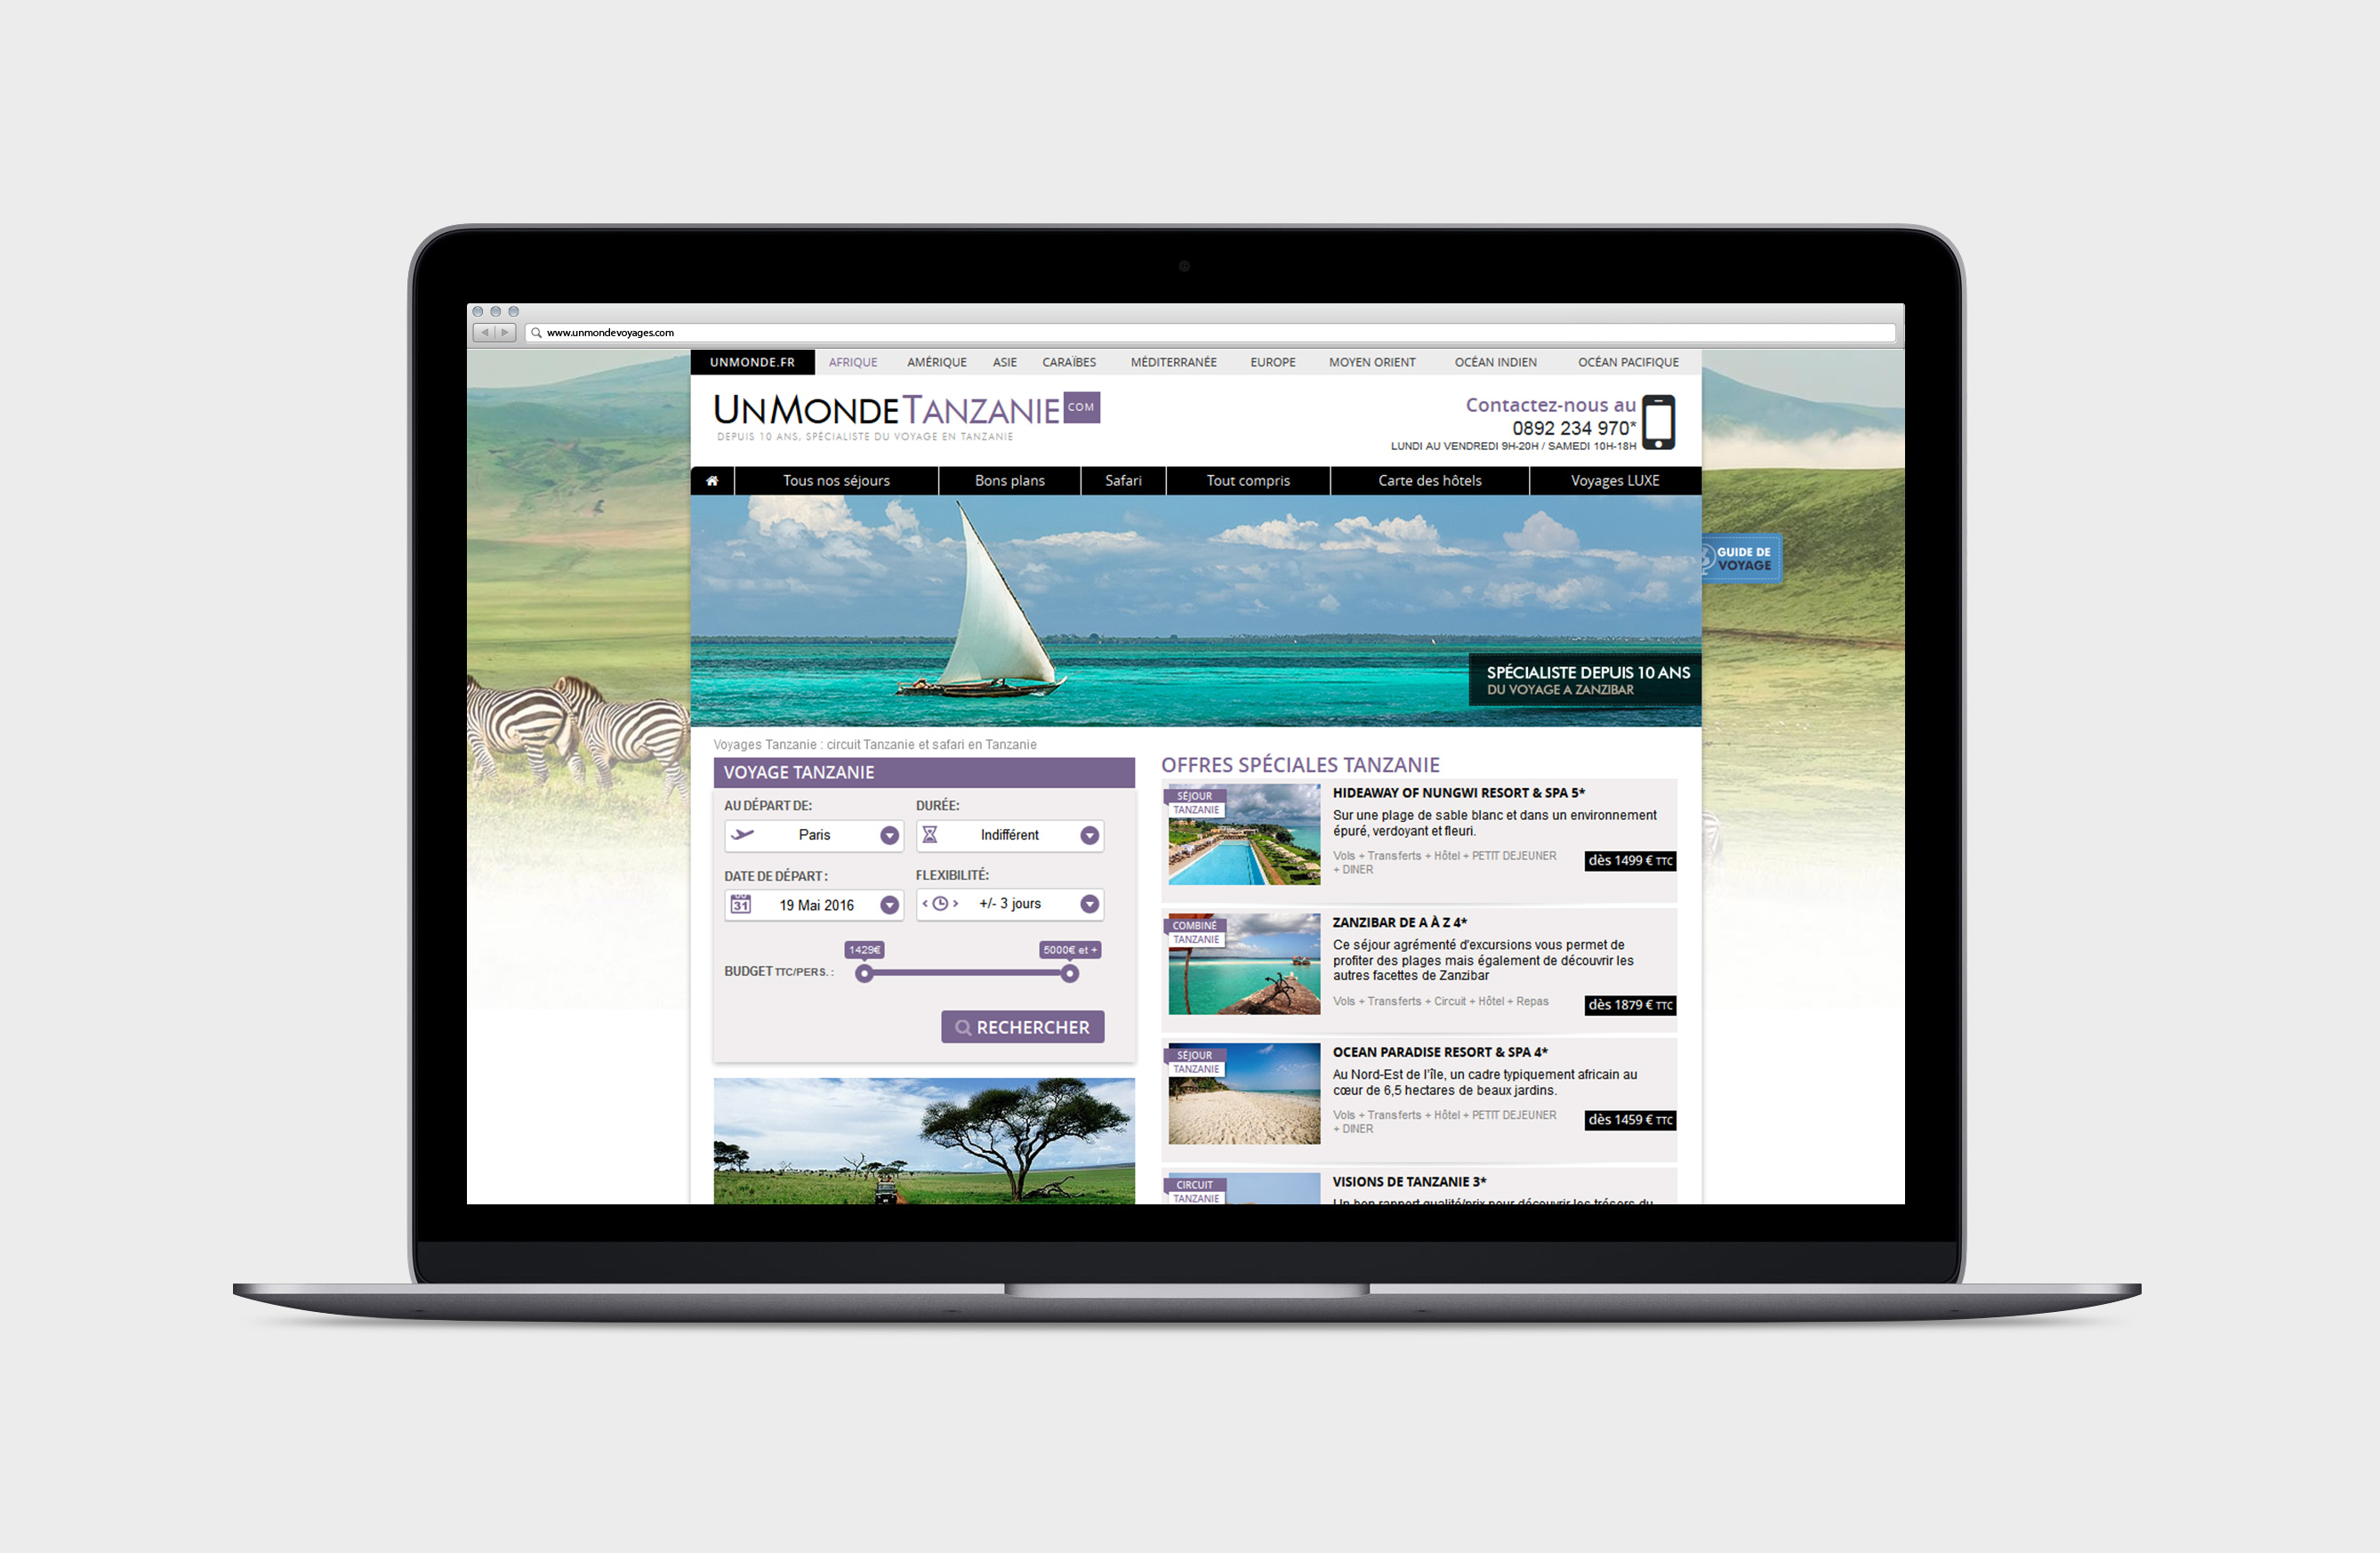 www.unmondevoyages.com
UNMONDE.FR AFRIQUE AMÉRIQUE ASIE CARAÏBES MÉDITERRANÉE EUROPE MOYEN ORIENT OCÉAN INDIEN OCÉAN PACIFIQUE
UNMONDETANZANIE COM
DEPUIS 10 ANS, SPÉCIALISTE DU VOYAGE EN TANZANIE
Contactez-nous au
0892 234 970*
LUNDI AU VENDREDI 9H-20H / SAMEDI 10H-18H
Tous nos séjours Bons plans Safari Tout compris Carte des hôtels Voyages LUXE
GUIDE DE
VOYAGE
SPÉCIALISTE DEPUIS 10 ANS
DU VOYAGE A ZANZIBAR
Voyages Tanzanie : circuit Tanzanie et safari en Tanzanie
VOYAGE TANZANIE
AU DÉPART DE: DURÉE:
Paris Indifférent
DATE DE DÉPART : FLEXIBILITÉ:
31 19 Mai 2016 +/- 3 jours
1429€ 5000€ et +
BUDGET TTC/PERS. :
RECHERCHER
OFFRES SPÉCIALES TANZANIE
SÉJOUR
TANZANIE
HIDEAWAY OF NUNGWI RESORT & SPA 5*
Sur une plage de sable blanc et dans un environnement
épuré, verdoyant et fleuri.
Vols + Transferts + Hôtel + PETIT DEJEUNER
+ DINER
dès 1499 € TTC
COMBINÉ
TANZANIE
ZANZIBAR DE A À Z 4*
Ce séjour agrémenté d'excursions vous permet de
profiter des plages mais également de découvrir les
autres facettes de Zanzibar
Vols + Transferts + Circuit + Hôtel + Repas
dès 1879 € TTC
SÉJOUR
TANZANIE
OCEAN PARADISE RESORT & SPA 4*
Au Nord-Est de l'île, un cadre typiquement africain au
cœur de 6,5 hectares de beaux jardins.
Vols + Transferts + Hôtel + PETIT DEJEUNER
+ DINER
dès 1459 € TTC
CIRCUIT
TANZANIE
VISIONS DE TANZANIE 3*
Un bon rapport qualité/prix pour découvrir les trésors du